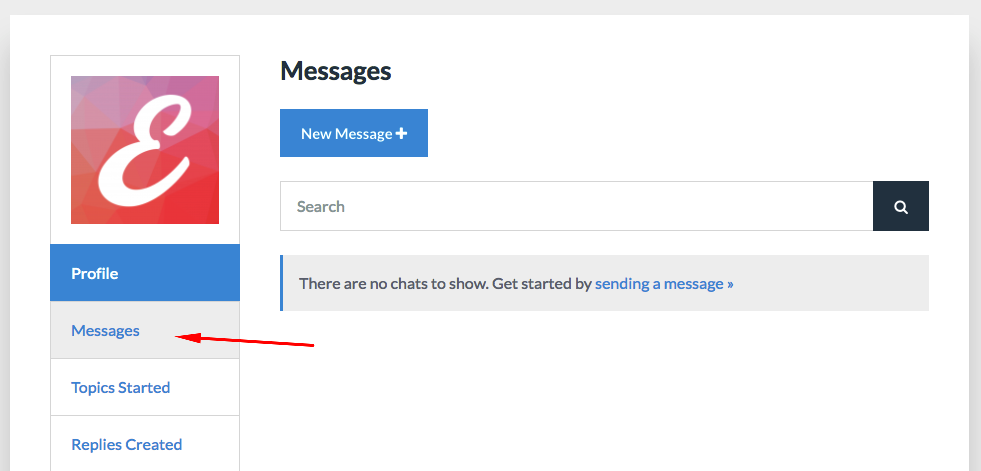 E
Profile
Messages
Topics Started
Replies Created
Messages
New Message +
Search
There are no chats to show. Get started by sending a message »